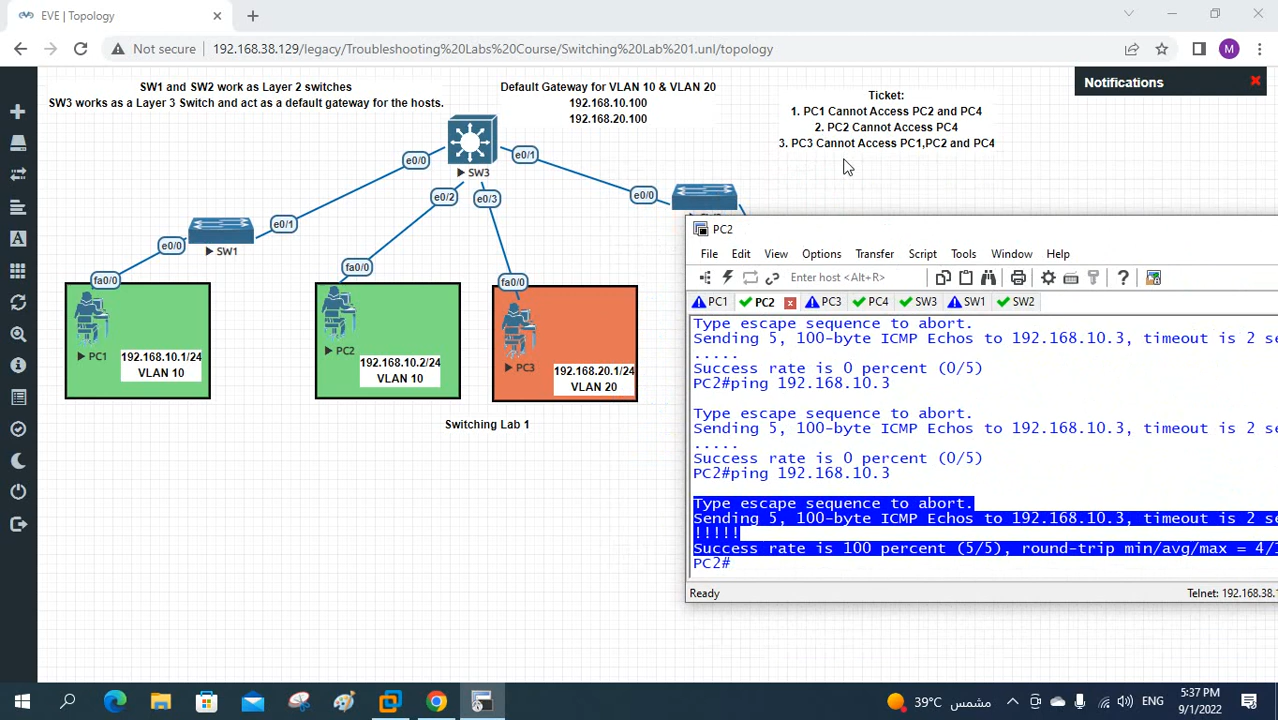 EVE | Topology
Not secure
192.168.38.129/legacy/Troubleshooting%20Labs%20Course/Switching%20Lab%201.unl/topology
M
SW1 and SW2 work as Layer 2 switches
SW3 works as a Layer 3 Switch and act as a default gateway for the hosts.
Default Gateway for VLAN 10 & VLAN 20
192.168.10.100
192.168.20.100
Ticket:
1. PC1 Cannot Access PC2 and PC4
2. PC2 Cannot Access PC4
3. PC3 Cannot Access PC1,PC2 and PC4
Notifications
e0/0
e0/1
SW3
e0/2
e0/3
e0/0
e0/1
SW1
e0/0
fa0/0
fa0/0
fa0/0
PC1
192.168.10.1/24
VLAN 10
PC2
192.168.10.2/24
VLAN 10
PC3
192.168.20.1/24
VLAN 20
Switching Lab 1
PC2
File Edit View Options Transfer Script Tools Window Help
Enter host <Alt+R>
PC1 PC2 PC3 PC4 SW3 SW1 SW2
Type escape sequence to abort.
Sending 5, 100-byte ICMP Echos to 192.168.10.3, timeout is 2
.....
Success rate is 0 percent (0/5)
PC2#ping 192.168.10.3
Type escape sequence to abort.
Sending 5, 100-byte ICMP Echos to 192.168.10.3, timeout is 2
.....
Success rate is 0 percent (0/5)
PC2#ping 192.168.10.3
Type escape sequence to abort.
Sending 5, 100-byte ICMP Echos to 192.168.10.3, timeout is 2
!!!!!
Success rate is 100 percent (5/5), round-trip min/avg/max = 4/
PC2#
Ready
Telnet: 192.168.38.
39°C مشمس
ENG
5:37 PM
9/1/2022